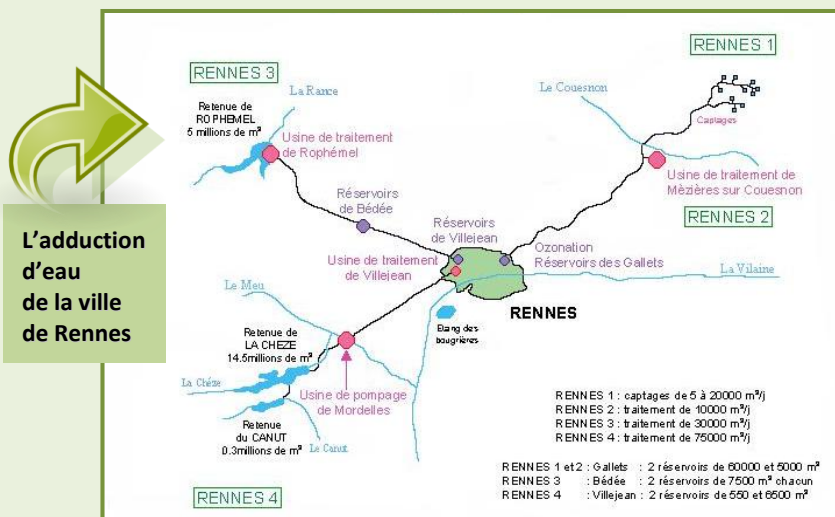 L'adduction
d'eau
de la ville
de Rennes
RENNES 1
RENNES 3
La Rance
Le Couesnon
Retenue de
ROPHEMEL
5 millions de m³
Usine de traitement
de Rophémel
Captages
Usine de traitement de
Mèzières sur Couesnon
Réservoirs
de Bédée
RENNES 2
Réservoirs
de Villejean
Usine de traitement
de Villejean
Ozonation
Réservoirs des Gallets
La Vilaine
Le Meu
RENNES
Etang des
bougrières
Retenue de
LA CHEZE
14.5millions de m³
La Chéze
Usine de pompage
de Mordelles
Retenue
du CANUT
0.3millions de m³
Le Canut
RENNES 1 : captages de 5 à 20000 m³/j
RENNES 2 : traitement de 10000 m³/j
RENNES 3 : traitement de 30000 m³/j
RENNES 4 : traitement de 75000 m³/j
RENNES 1 et 2 : Gallets : 2 réservoirs de 60000 et 5000 m³
RENNES 3 : Bédée : 2 réservoirs de 7500 m³ chacun
RENNES 4 : Villejean : 2 réservoirs de 550 et 6500 m³
RENNES 4